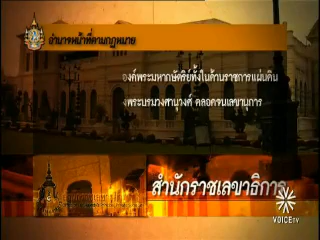 อำนาจหน้าที่ตามกฎหมาย
องค์พระมหากษัตริย์ทั้งในด้านราชการแผ่นดิน
พระบรมวงศานุวงศ์ ตลอดจนเลขานุการ
สำนักราชเลขาธิการ
VOICETV